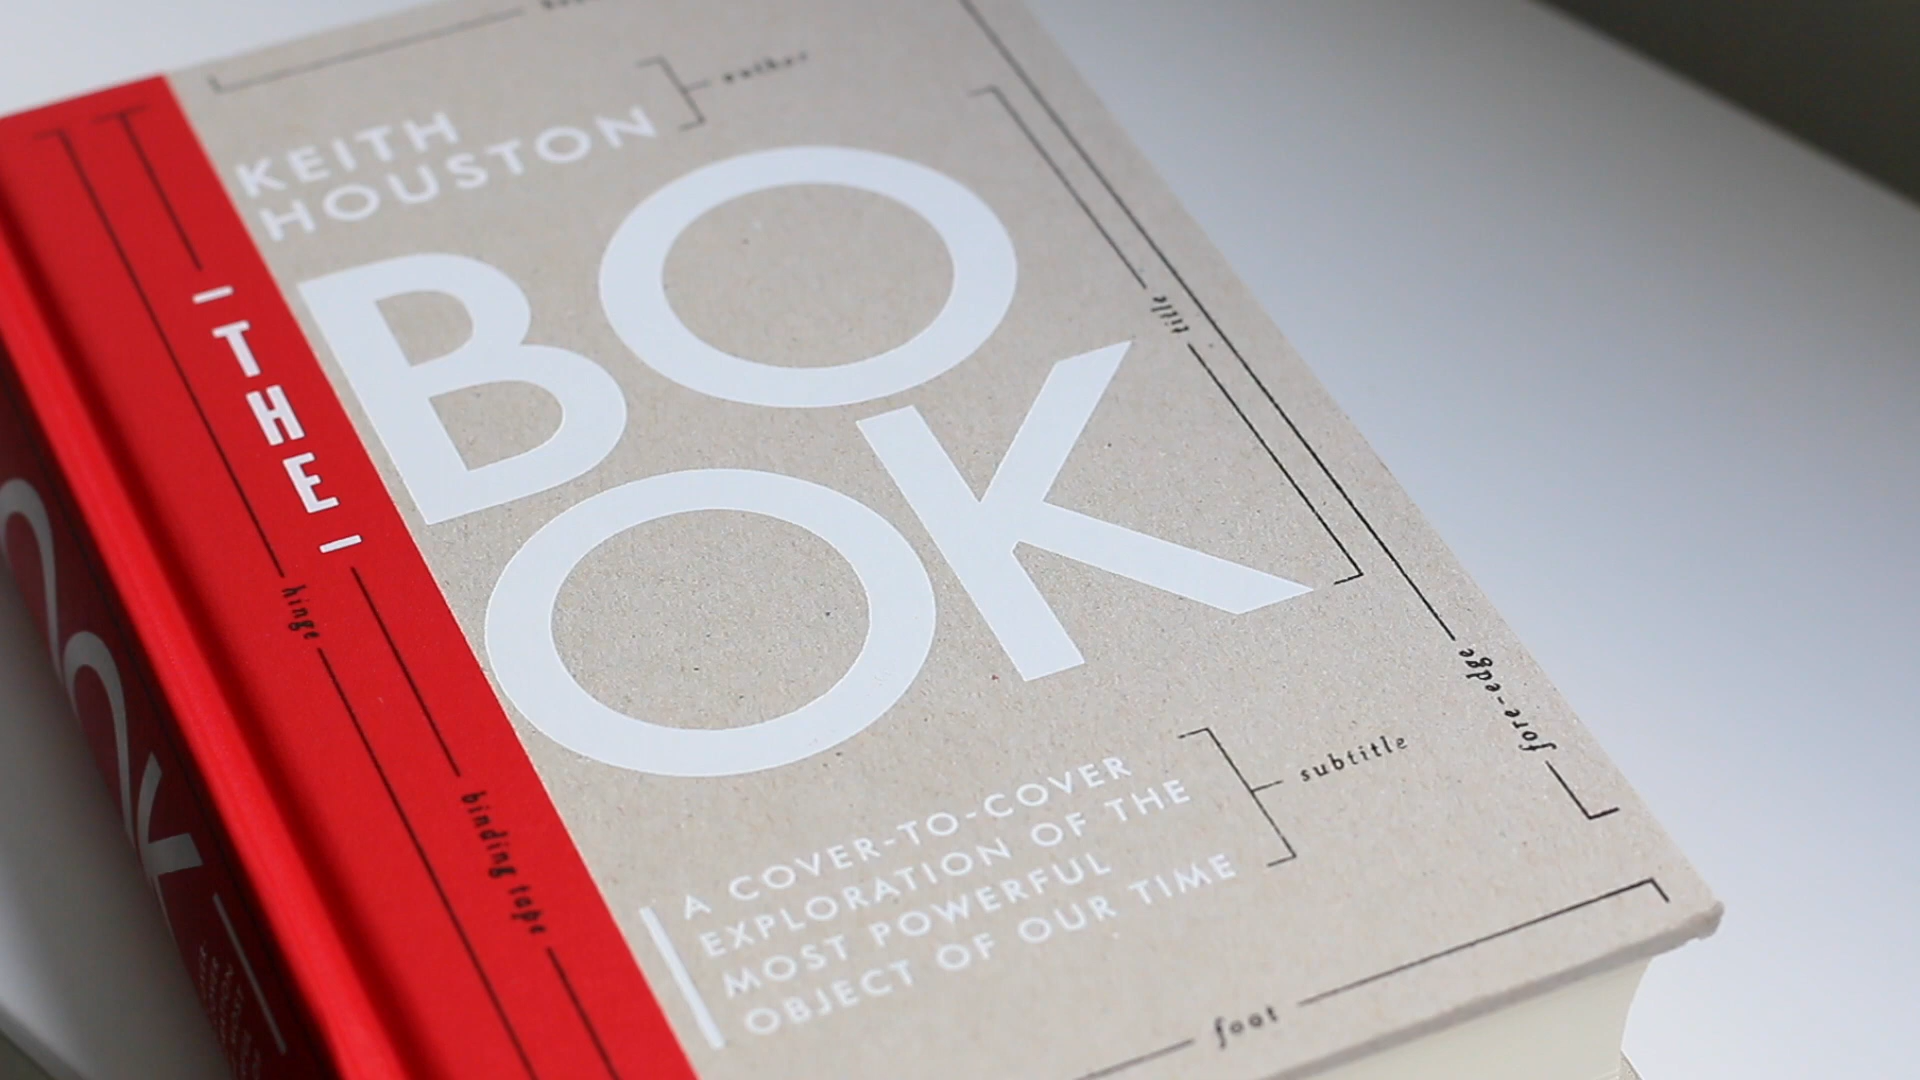 author
KEITH
HOUSTON
- THE -
BO
OK
title
hinge
binding tape
fore-edge
subtitle
A COVER-TO-COVER
EXPLORATION OF THE
MOST POWERFUL
OBJECT OF OUR TIME
foot